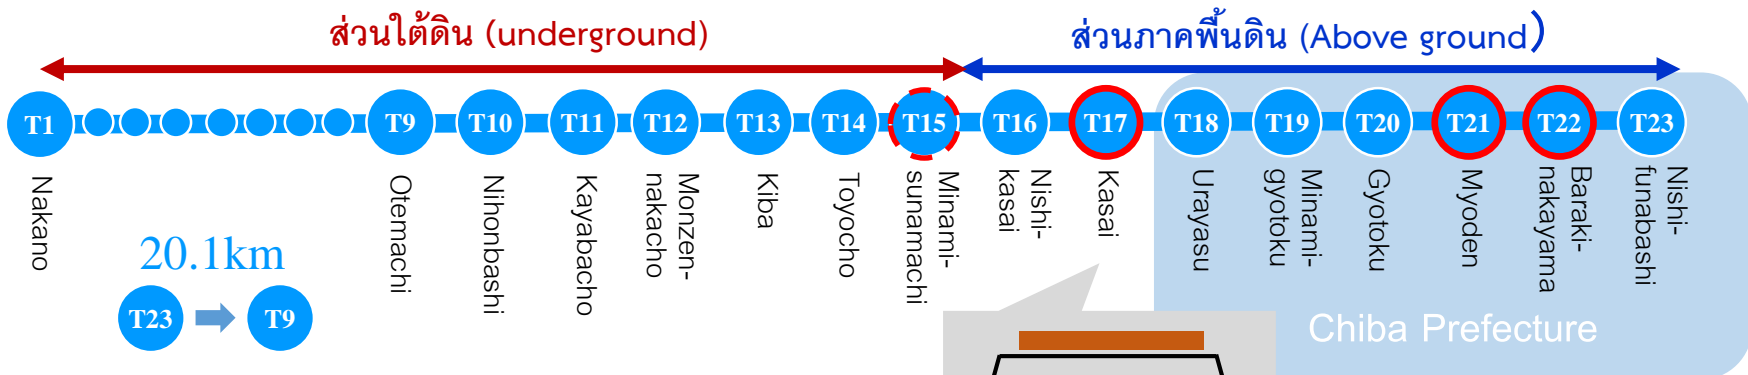 ส่วนใต้ดิน (underground)
ส่วนภาคพื้นดิน (Above ground)
T1
T9
T10
T11
T12
T13
T14
T15
T16
T17
T18
T19
T20
T21
T22
T23
Nakano
Otemachi
Nihonbashi
Kayabacho
Monzen-
nakacho
Kiba
Toyocho
Minami-
sunamachi
Nishi-
kasai
Kasai
Urayasu
Minami-
gyotoku
Gyotoku
Myoden
Baraki-
nakayama
Nishi-
funabashi
20.1km
T23
T9
Chiba Prefecture